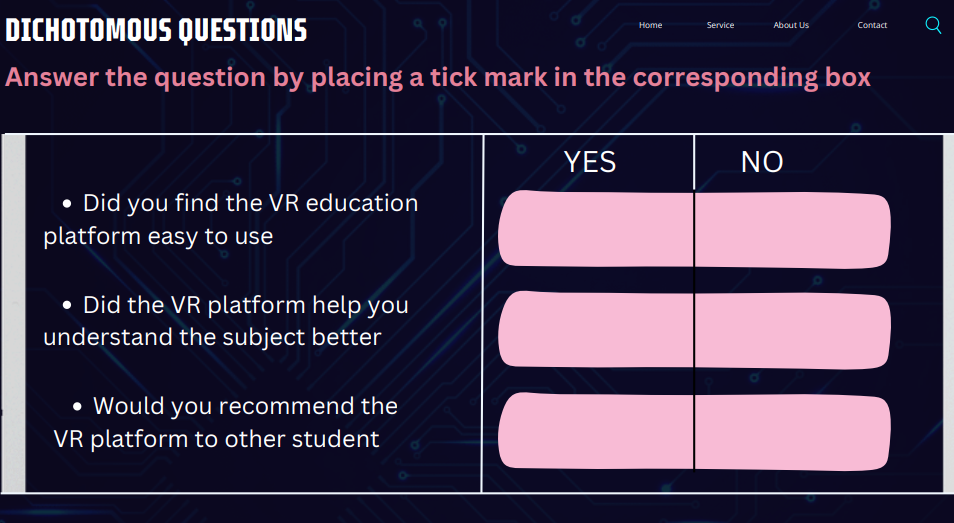 DICHOTOMOUS QUESTIONS
Home Service About Us Contact
Answer the question by placing a tick mark in the corresponding box
YES NO
• Did you find the VR education
platform easy to use
• Did the VR platform help you
understand the subject better
• Would you recommend the
VR platform to other student